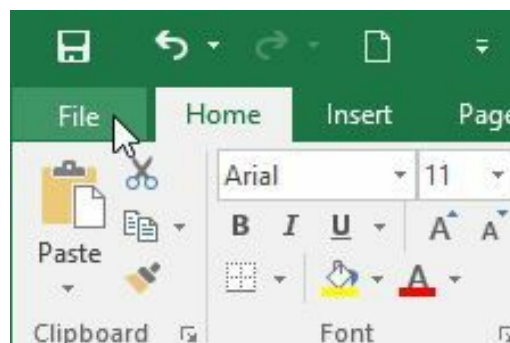 File Home Insert Page
Arial 11
B I U A A
Paste
A
Clipboard Font